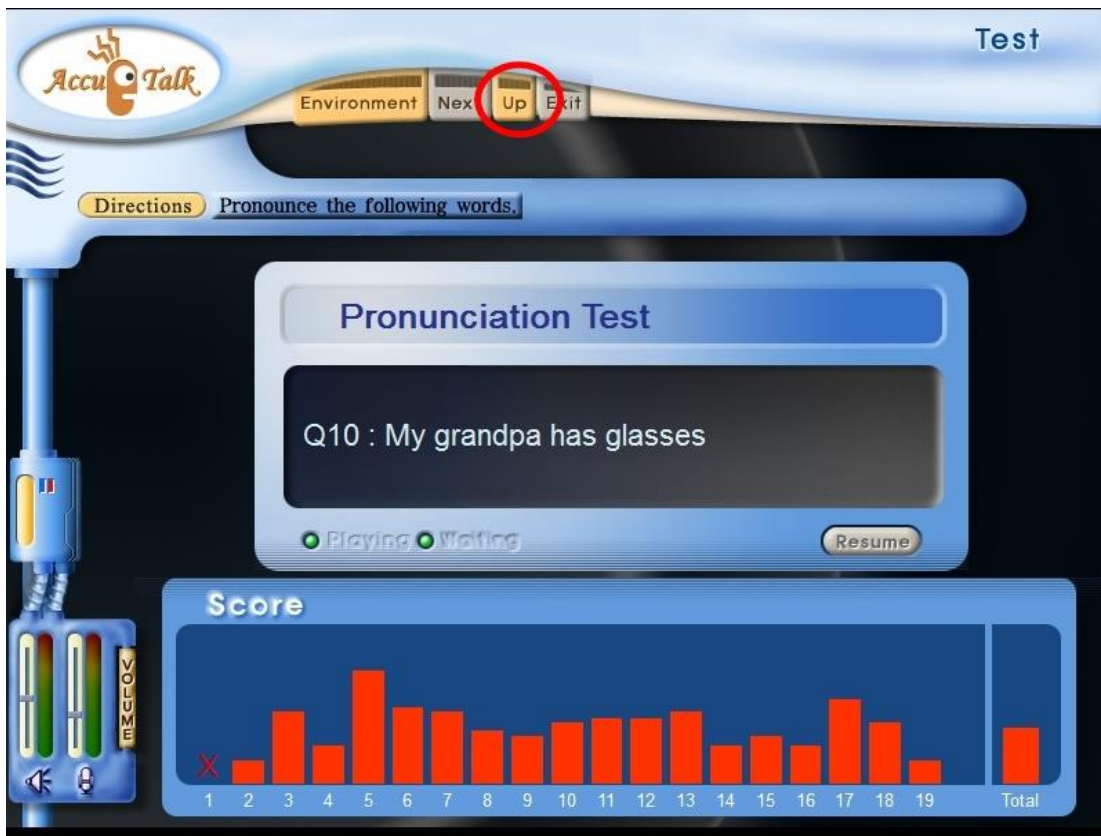 Accu Talk
Test
Environment Next Up Exit
Directions Pronounce the following words.
Pronunciation Test
Q10 : My grandpa has glasses
Playing Waiting
Resume
Score
VOLUME
X
1 2 3 4 5 6 7 8 9 10 11 12 13 14 15 16 17 18 19 Total